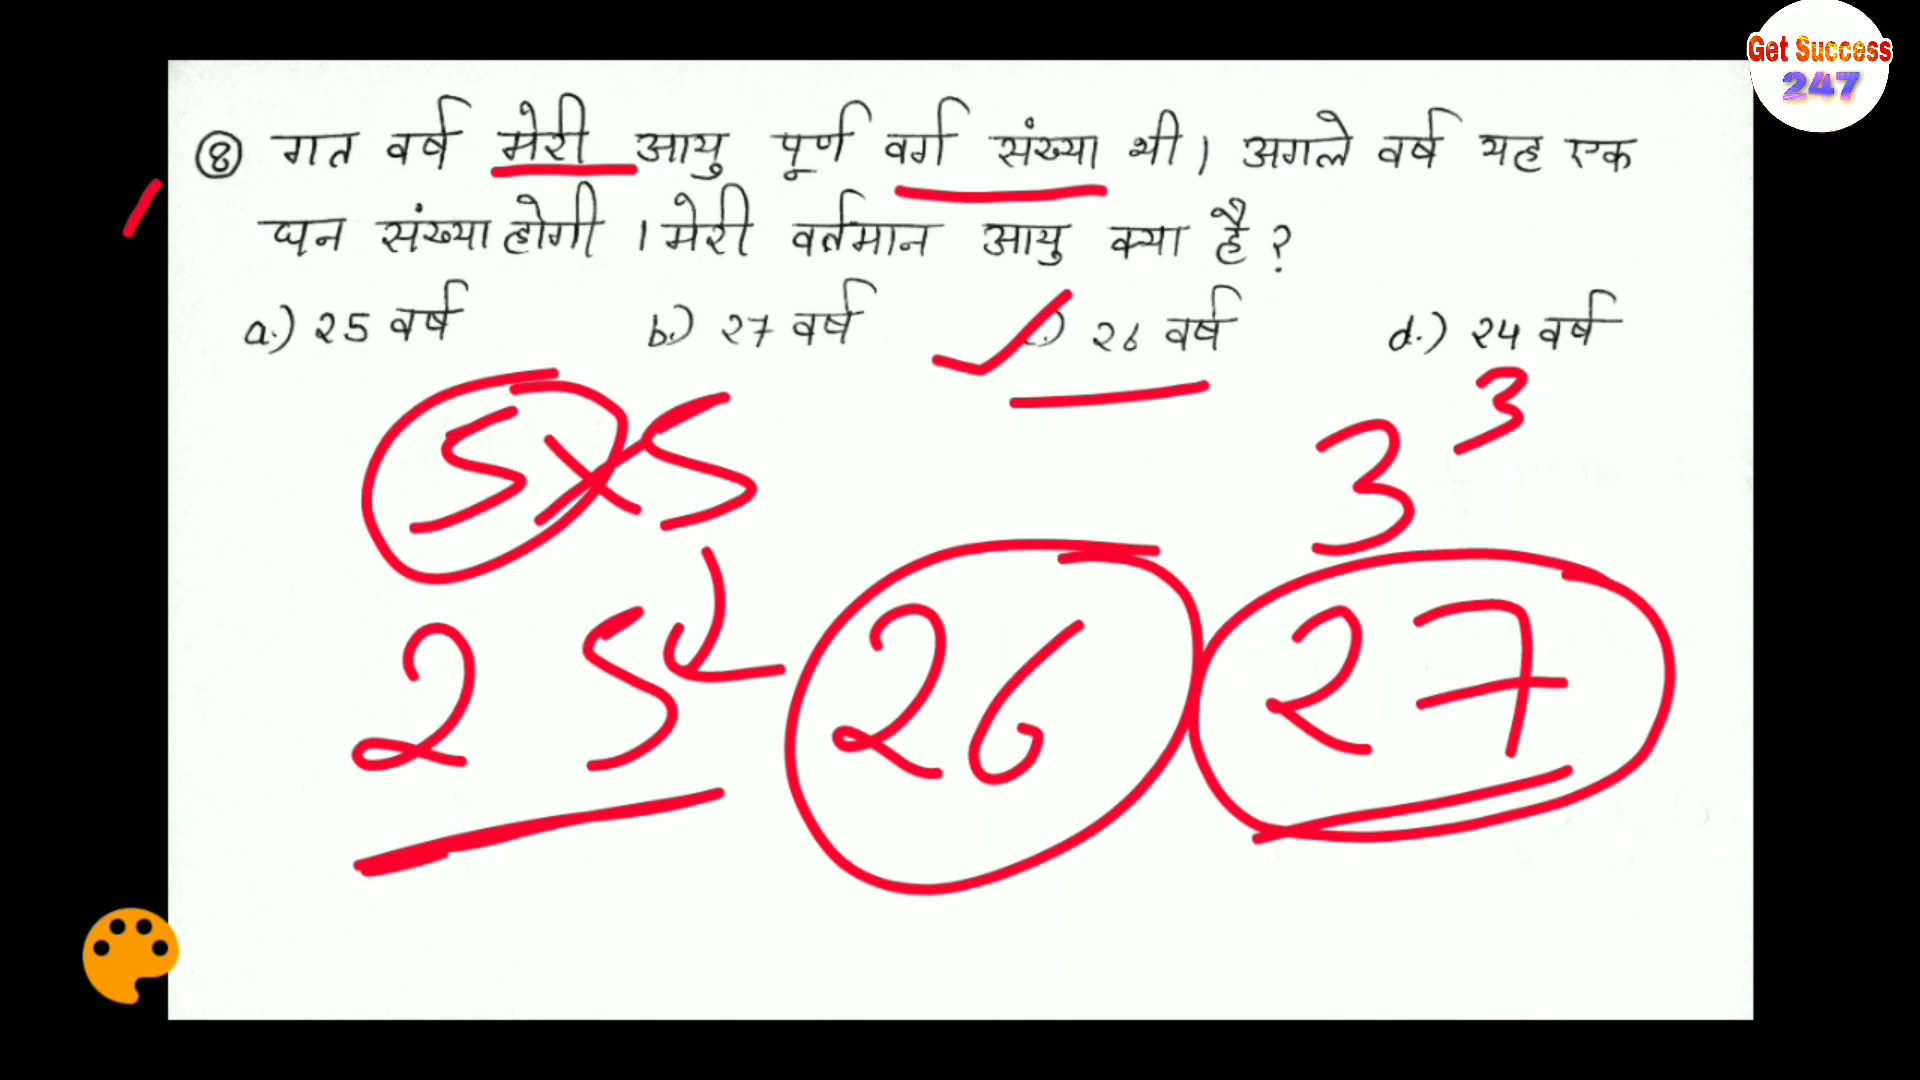 Get Success
247
⑧ गत वर्ष मेरी आयु पूर्ण वर्ग संख्या थी। अगले वर्ष यह एक
घन संख्या होगी। मेरी वर्तमान आयु क्या है?
a.) 25 वर्ष b.) 27 वर्ष c.) 26 वर्ष d.) 24 वर्ष
5×5 3³
25 26 27